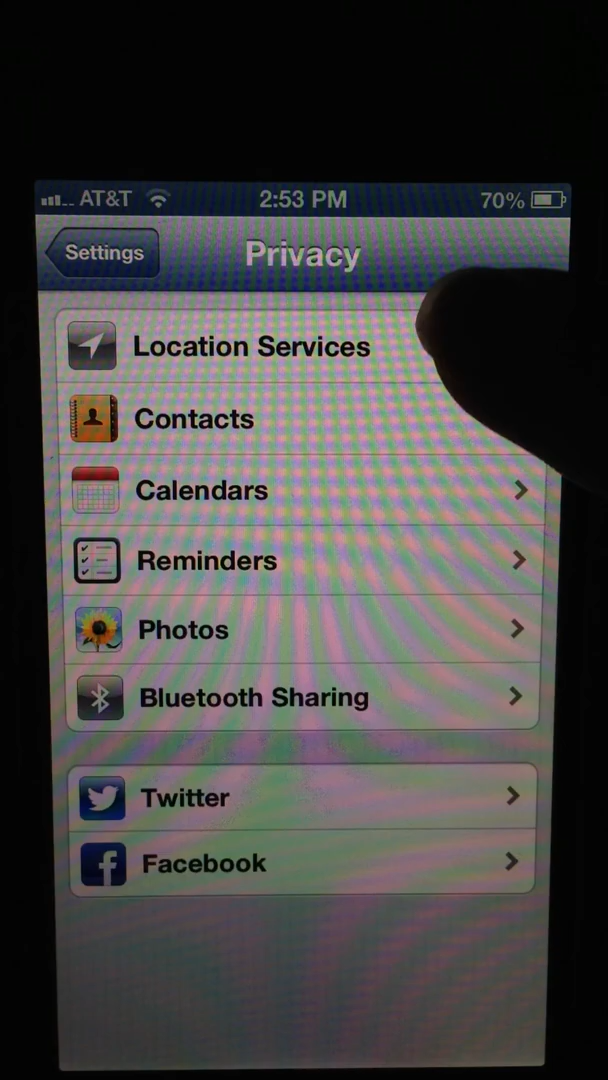 AT&T 2:53 PM 70%
Settings Privacy
Location Services
Contacts
Calendars
Reminders
Photos
Bluetooth Sharing
Twitter
Facebook